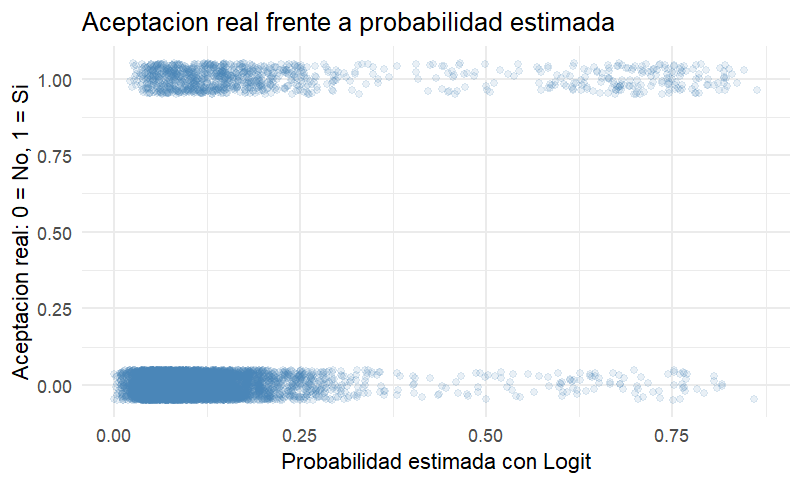 Aceptacion real frente a probabilidad estimada
Aceptacion real: 0 = No, 1 = Si
1.00
0.75
0.50
0.25
0.00
0.00 0.25 0.50 0.75
Probabilidad estimada con Logit